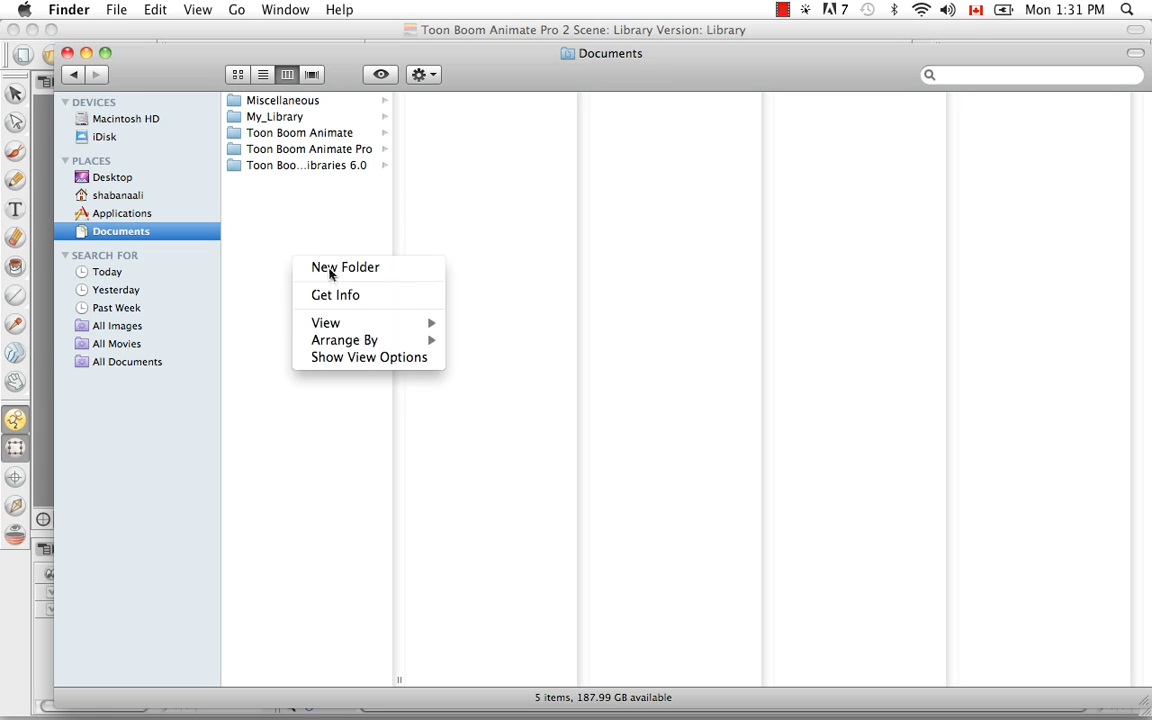 Finder File Edit View Go Window Help 7 Mon 1:31 PM
Toon Boom Animate Pro 2 Scene: Library Version: Library
Documents
DEVICES
Macintosh HD
iDisk
PLACES
Desktop
shabanaali
Applications
Documents
SEARCH FOR
Today
Yesterday
Past Week
All Images
All Movies
All Documents
Miscellaneous
My_Library
Toon Boom Animate
Toon Boom Animate Pro
Toon Boo...ibraries 6.0
New Folder
Get Info
View
Arrange By
Show View Options
5 items, 187.99 GB available